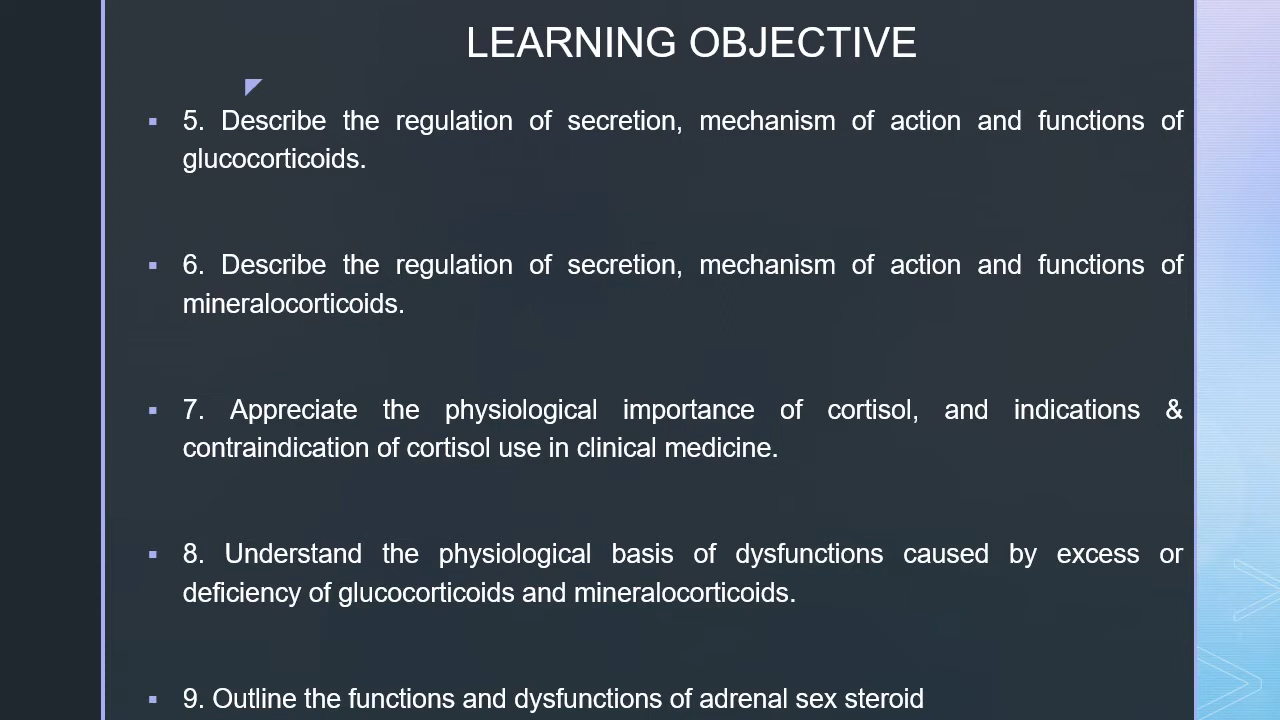 LEARNING OBJECTIVE
▪ 5. Describe the regulation of secretion, mechanism of action and functions of
glucocorticoids.
▪ 6. Describe the regulation of secretion, mechanism of action and functions of
mineralocorticoids.
▪ 7. Appreciate the physiological importance of cortisol, and indications &
contraindication of cortisol use in clinical medicine.
▪ 8. Understand the physiological basis of dysfunctions caused by excess or
deficiency of glucocorticoids and mineralocorticoids.
▪ 9. Outline the functions and dysfunctions of adrenal sex steroid